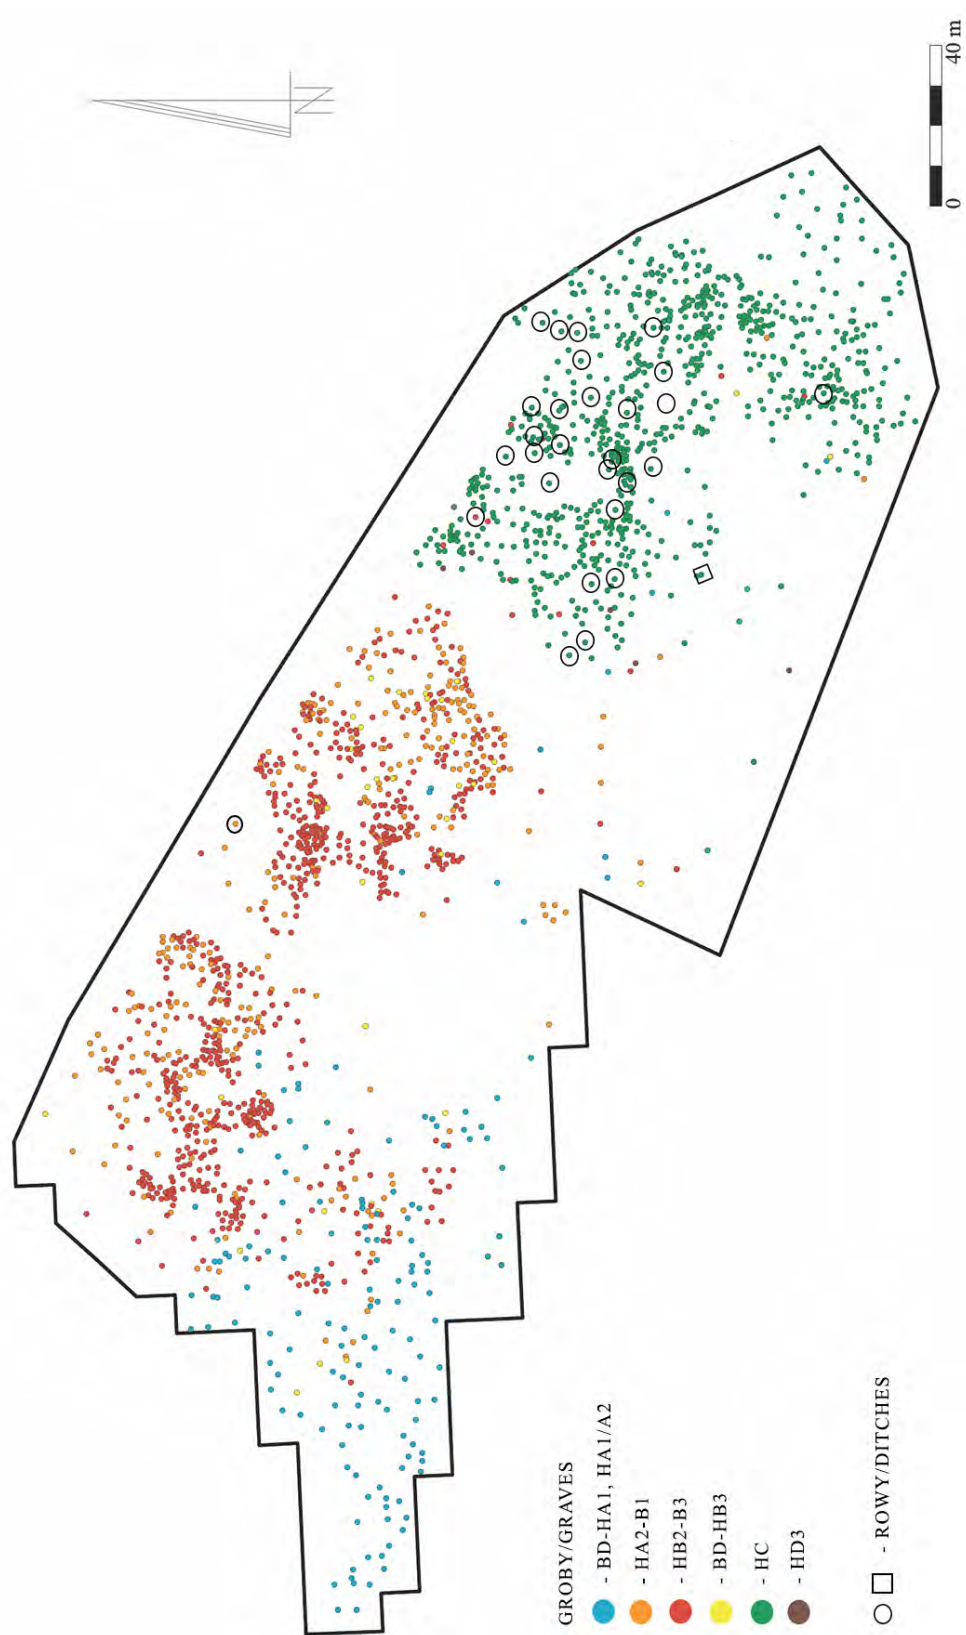 N
0
40 m
GROBY/GRAVES
- BD-HA1, HA1/A2
- HA2-B1
- HB2-B3
- BD-HB3
- HC
- HD3
- ROWY/DITCHES